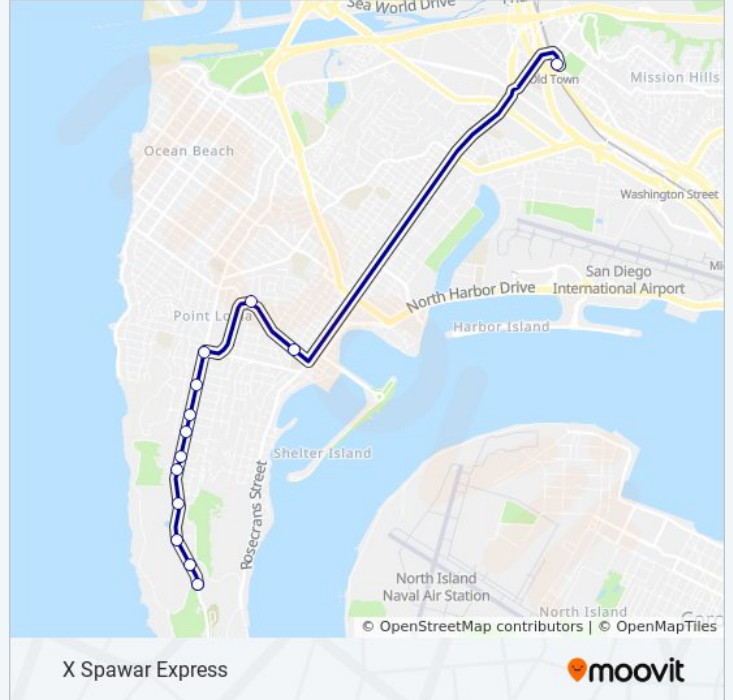 Sea World Drive
Old Town
Mission Hills
Ocean Beach
Washington Street
San Diego
International Airport
North Harbor Drive
Point Loma
Harbor Island
Shelter Island
Rosecrans Street
North Island
Naval Air Station
North Island
© OpenStreetMap contributors | © OpenMapTiles
X Spawar Express
moovit